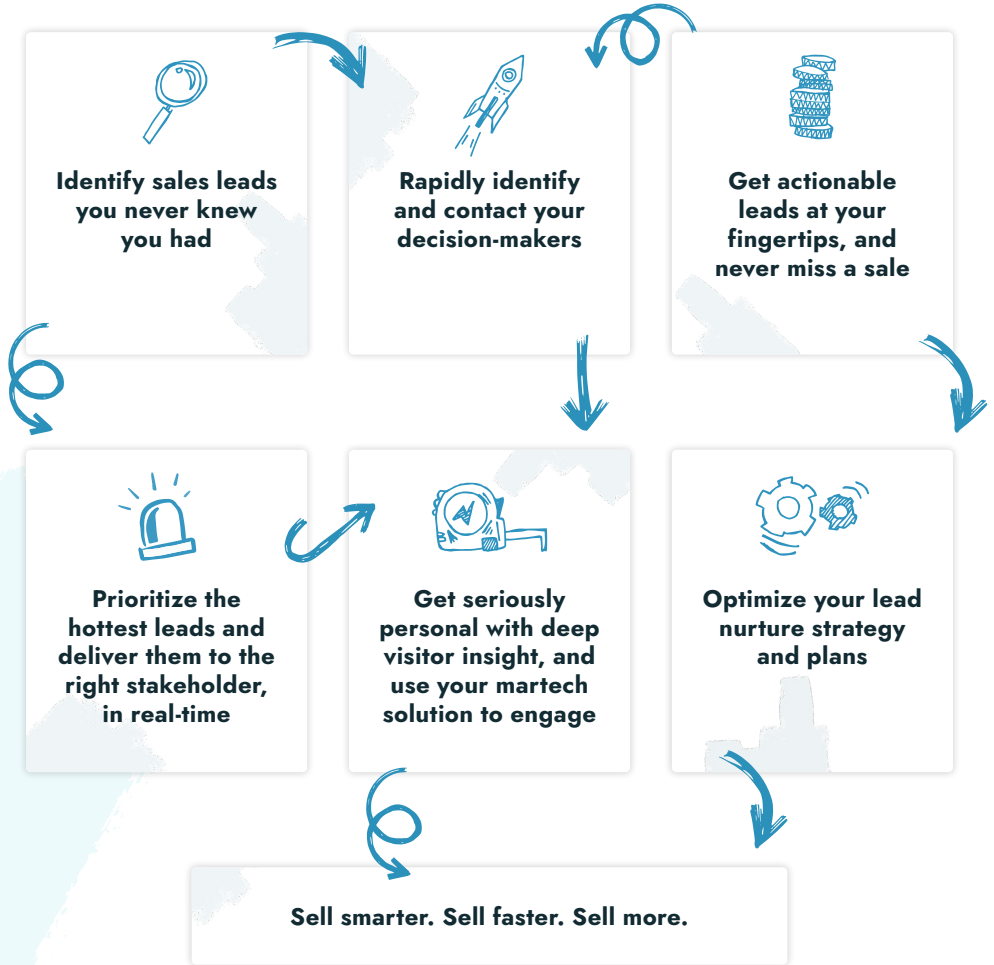 Identify sales leads
you never knew
you had
Rapidly identify
and contact your
decision-makers
Get actionable
leads at your
fingertips, and
never miss a sale
Prioritize the
hottest leads and
deliver them to the
right stakeholder,
in real-time
Get seriously
personal with deep
visitor insight, and
use your martech
solution to engage
Optimize your lead
nurture strategy
and plans
Sell smarter. Sell faster. Sell more.